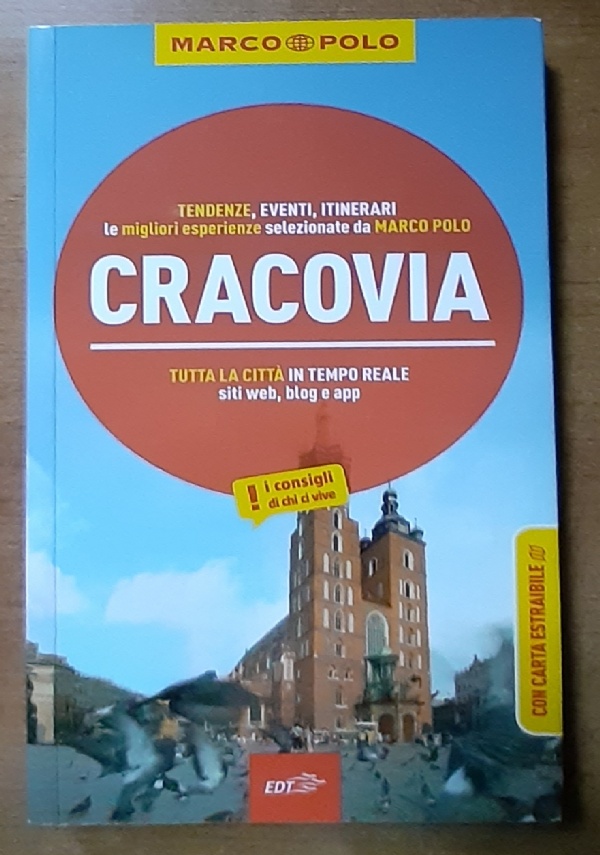 MARCO POLO
TENDENZE, EVENTI, ITINERARI
le migliori esperienze selezionate da MARCO POLO
CRACOVIA
TUTTA LA CITTÀ IN TEMPO REALE
siti web, blog e app
! i consigli
di chi ci vive
CON CARTA ESTRAIBILE
EDT